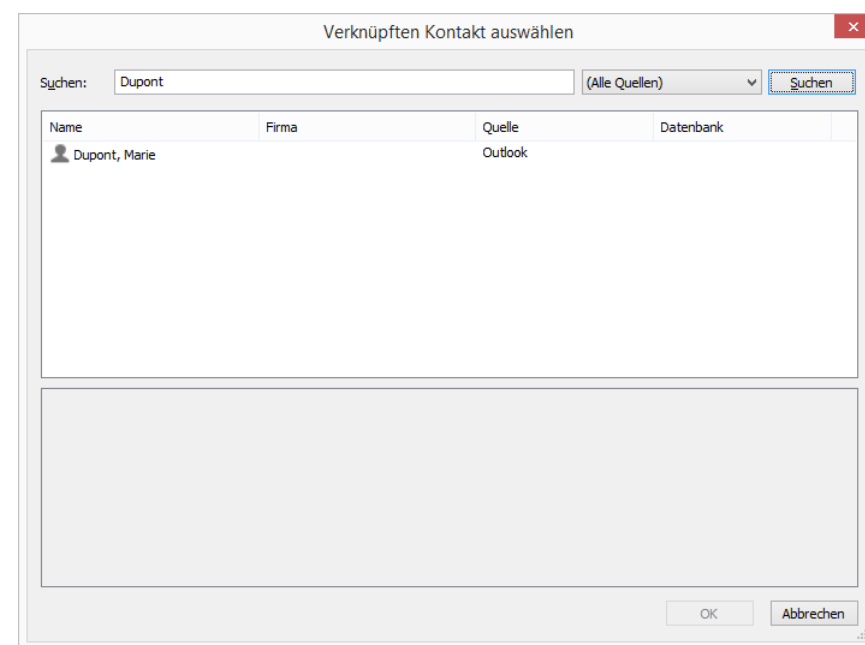 Verknüpften Kontakt auswählen
Suchen: Dupont (Alle Quellen) Suchen
Name Firma Quelle Datenbank
Dupont, Marie Outlook
OK Abbrechen